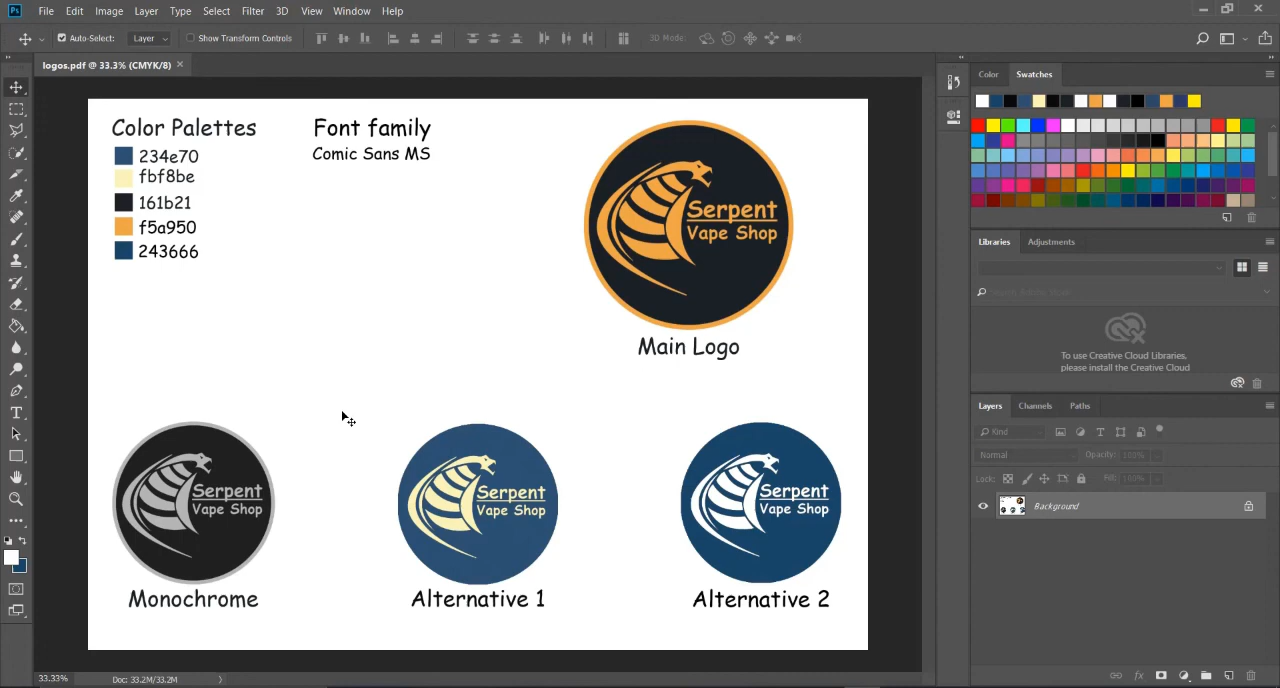 Ps File Edit Image Layer Type Select Filter 3D View Window Help
Auto-Select: Layer Show Transform Controls 3D Mode:
logos.pdf @ 33.3% (CMYK/8) ×
Color Palettes
234e70
fbf8be
161b21
f5a950
243666
Font family
Comic Sans MS
Serpent
Vape Shop
Main Logo
Serpent
Vape Shop
Monochrome
Serpent
Vape Shop
Alternative 1
Serpent
Vape Shop
Alternative 2
Color Swatches
Libraries Adjustments
To use Creative Cloud Libraries,
please install the Creative Cloud
Layers Channels Paths
Kind
Normal Opacity: 100%
Lock: Fill: 100%
Background
33.33% Doc: 33.2M/33.2M